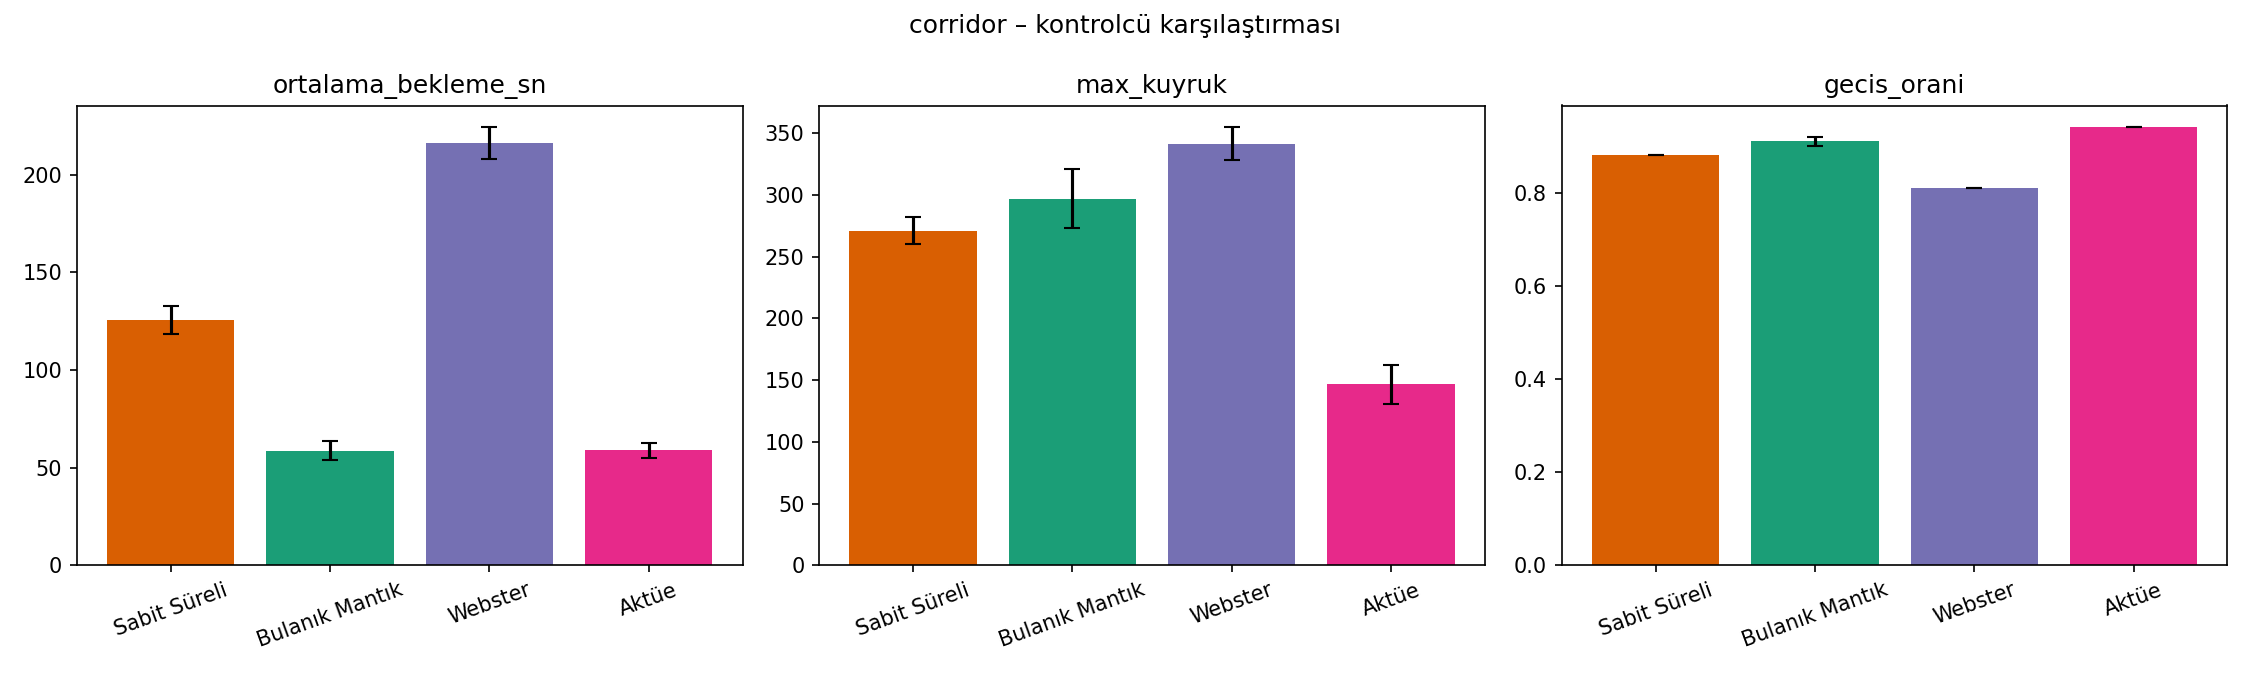 corridor – kontrolcü karşılaştırması
ortalama_bekleme_sn
200
150
100
50
0
Sabit Süreli
Bulanık Mantık
Webster
Aktüe
max_kuyruk
350
300
250
200
150
100
50
0
Sabit Süreli
Bulanık Mantık
Webster
Aktüe
gecis_orani
0.8
0.6
0.4
0.2
0.0
Sabit Süreli
Bulanık Mantık
Webster
Aktüe